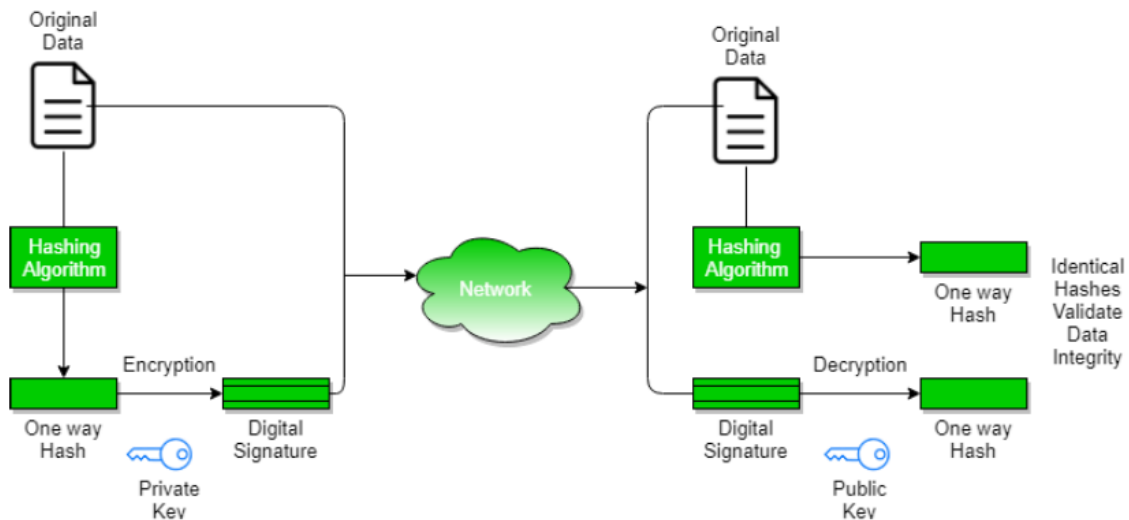 Original
Data
Hashing
Algorithm
Encryption
One way
Hash
Digital
Signature
Private
Key
Network
Original
Data
Hashing
Algorithm
One way
Hash
Identical
Hashes
Validate
Data
Integrity
Decryption
Digital
Signature
One way
Hash
Public
Key